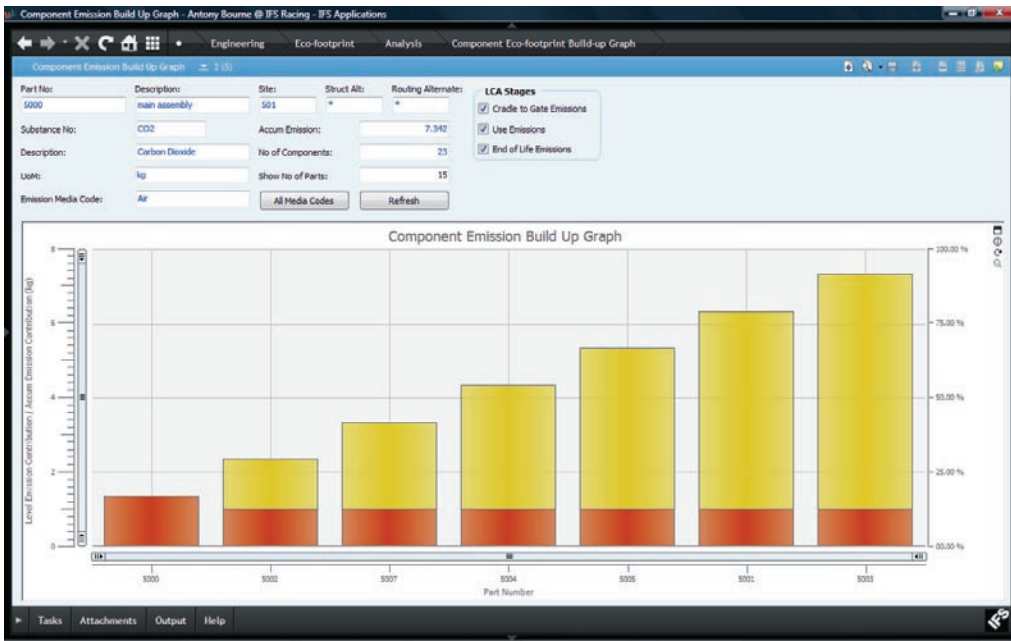 Component Emission Build Up Graph - Antony Bourne @ IFS Racing - IFS Applications
Engineering Eco-footprint Analysis Component Eco-footprint Build-up Graph
Component Emission Build Up Graph 2 (5)
Part No: Description: Site: Struct Alt: Routing Alternate: LCA Stages
5000 main assembly S01 * * Cradle to Gate Emissions
Substance No: CO2 Accum Emission: 7.342 Use Emissions
Description: Carbon Dioxide No of Components: 23 End of Life Emissions
UoM: kg Show No of Parts: 15
Emission Media Code: Air All Media Codes Refresh
Component Emission Build Up Graph
Level Emission Contribution / Accum Emission Contribution (kg)
8 100.00 %
6 75.00 %
4 50.00 %
2 25.00 %
0 00.00 %
5000 5002 5007 5004 5005 5001 5003
Part Number
Tasks Attachments Output Help
IFS